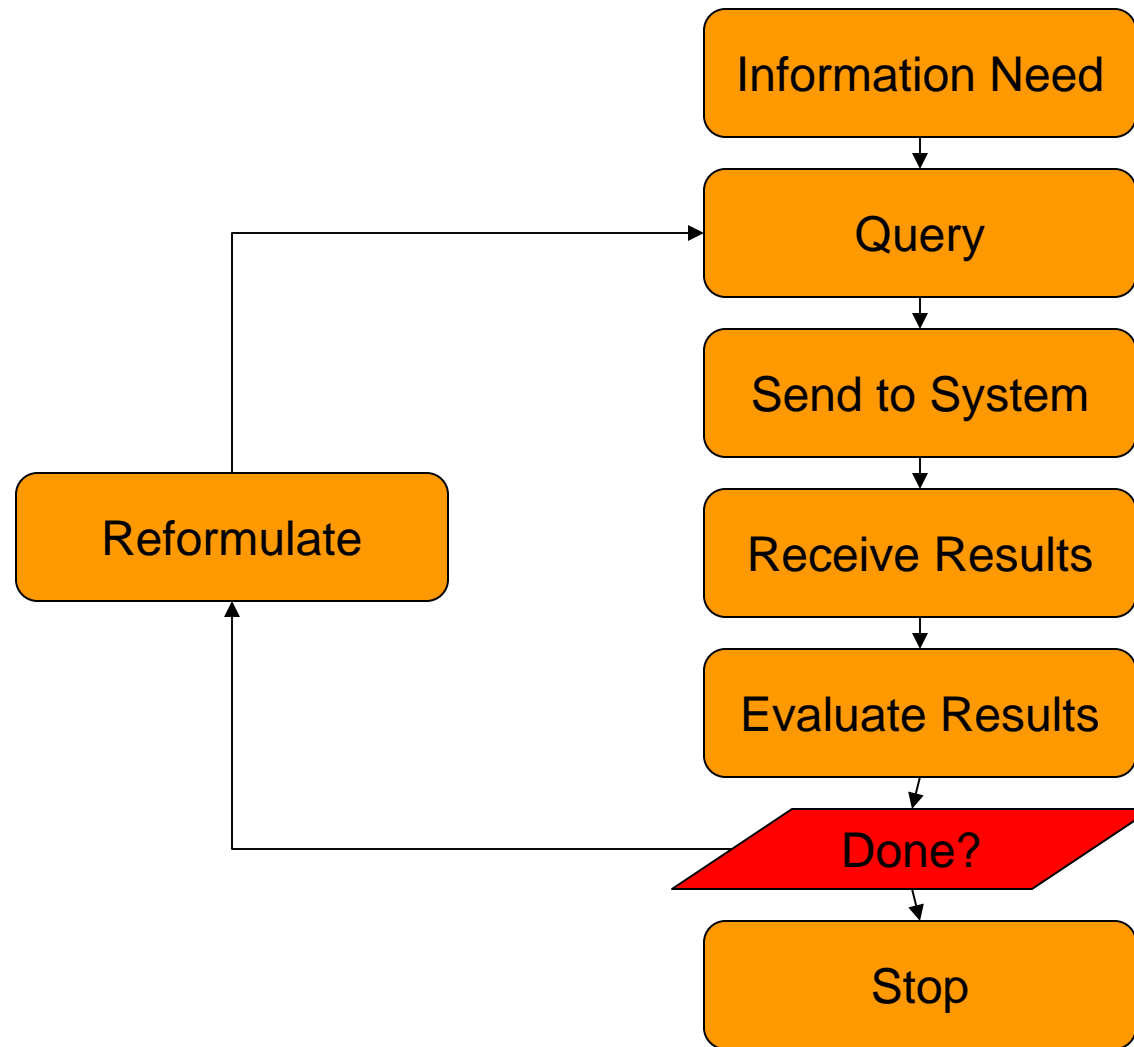 Information Need
Query
Send to System
Reformulate
Receive Results
Evaluate Results
Done?
Stop